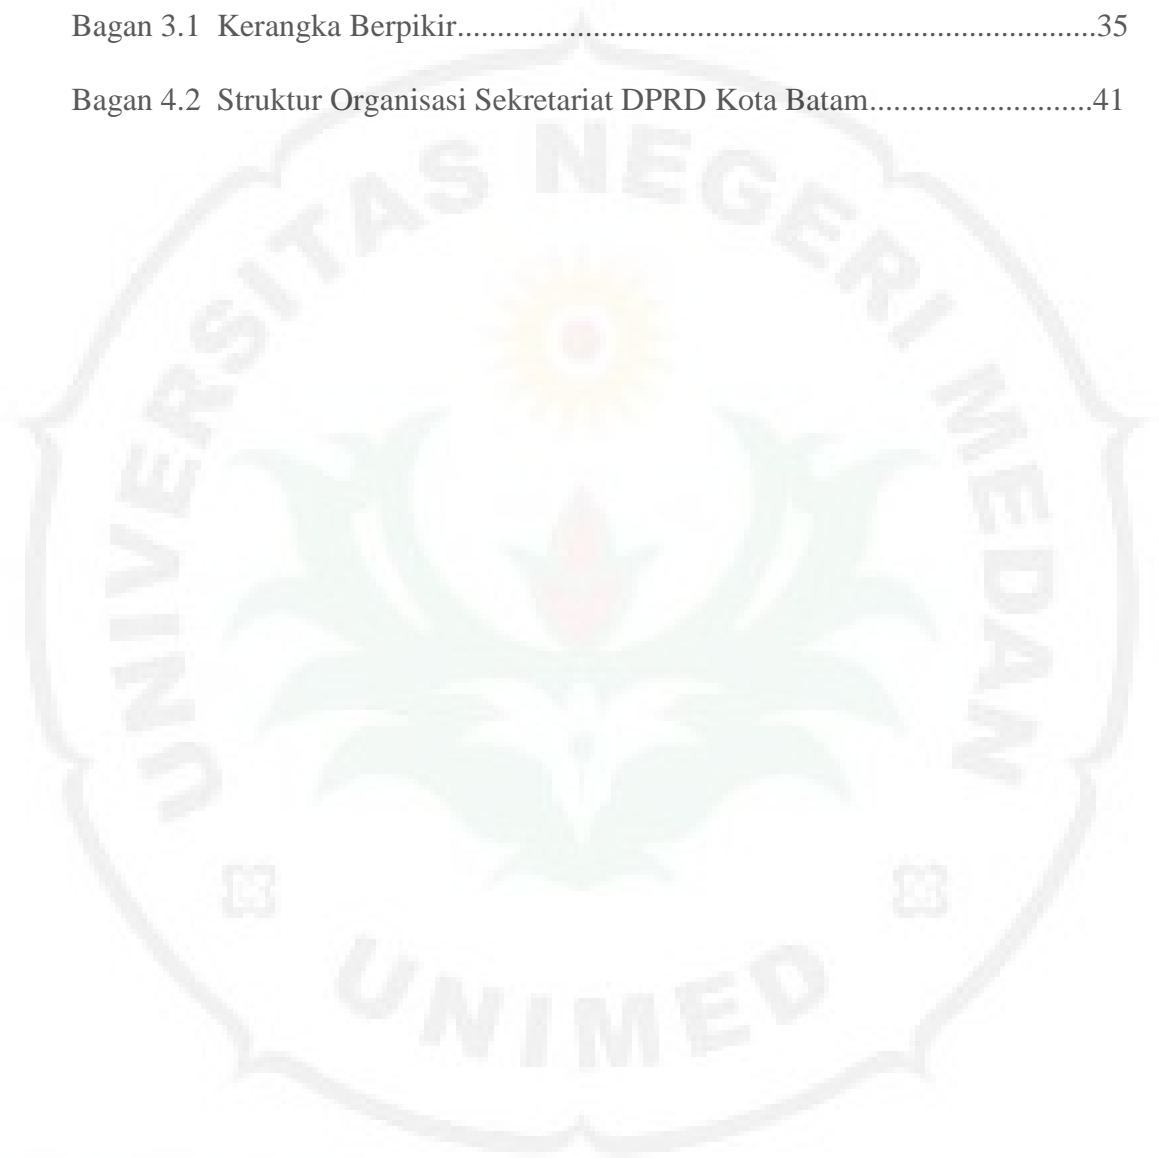 Bagan 3.1 Kerangka Berpikir...............................................................................35
Bagan 4.2 Struktur Organisasi Sekretariat DPRD Kota Batam............................41
UNIVERSITAS NEGERI MEDAN
UNIMED